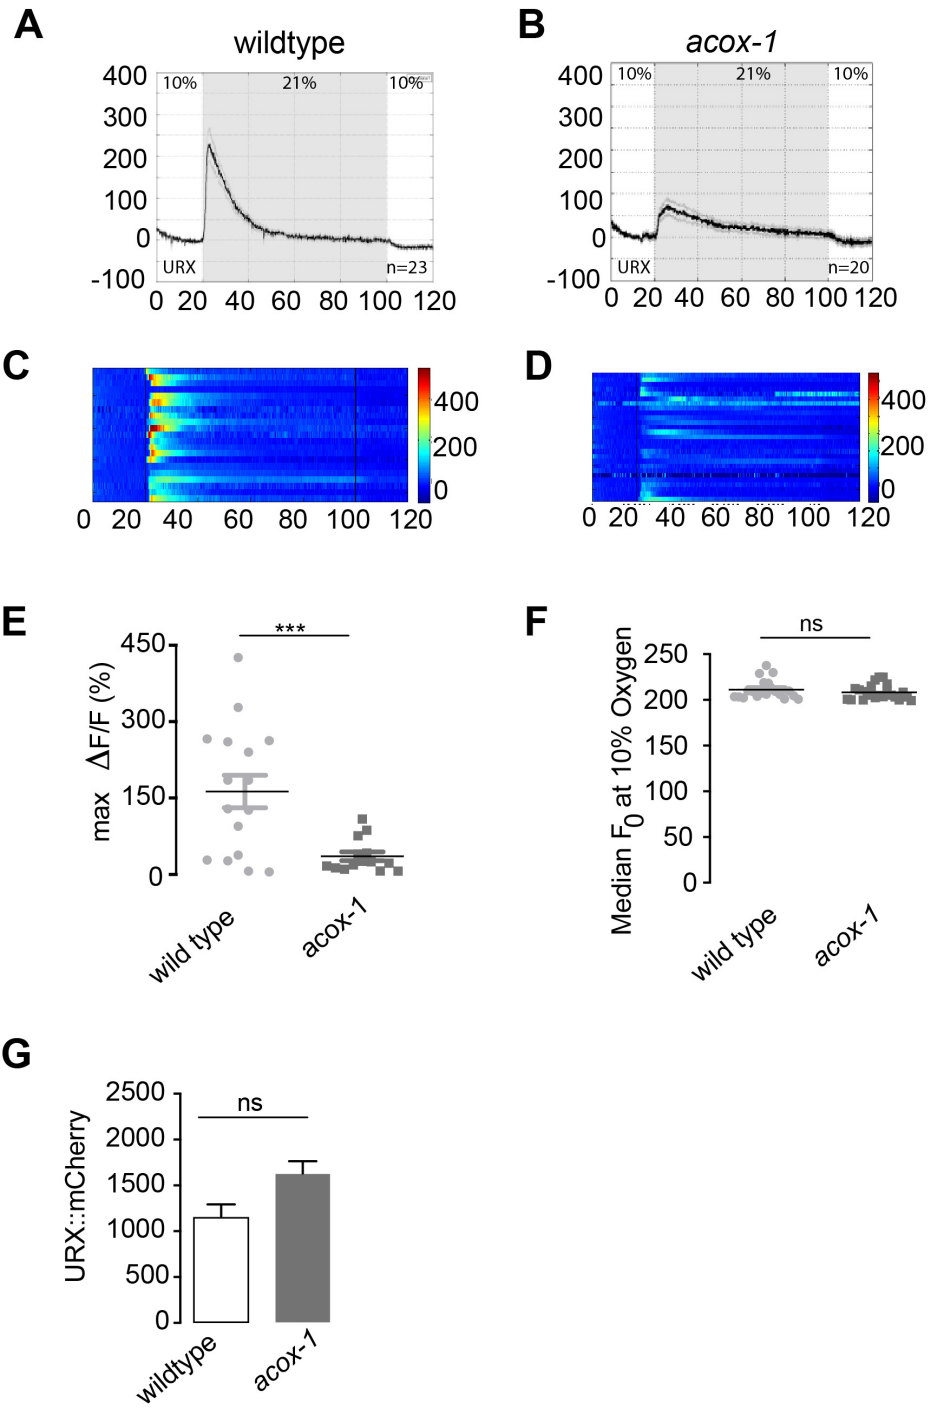 A
wildtype
400
300
200
100
0
-100
10%
21%
10%
URX
n=23
0 20 40 60 80 100 120
B
acox-1
400
300
200
100
0
-100
10%
21%
10%
URX
n=20
0 20 40 60 80 100 120
C
400
200
0
0 20 40 60 80 100 120
D
400
200
0
0 20 40 60 80 100 120
E
***
max ΔF/F (%)
450
300
150
0
wild type
acox-1
F
ns
Median F0 at 10% Oxygen
250
200
150
100
50
0
wild type
acox-1
G
ns
URX::mCherry
2500
2000
1500
1000
500
0
wildtype
acox-1